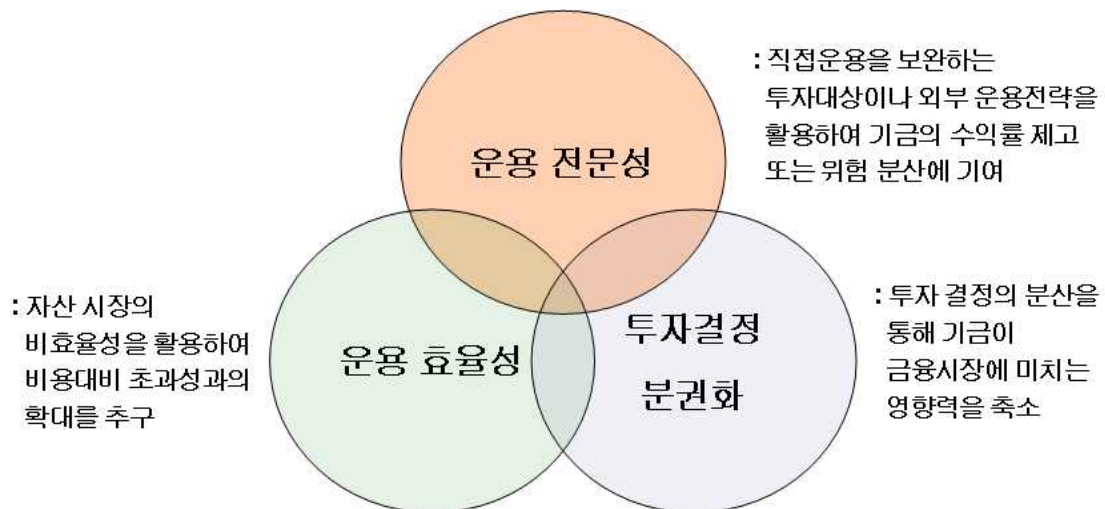 : 직접운용을 보완하는
투자대상이나 외부 운용전략을
활용하여 기금의 수익률 제고
또는 위험 분산에 기여
운용 전문성
: 자산 시장의
비효율성을 활용하여
비용대비 초과성과의
확대를 추구
운용 효율성
투자결정
분권화
: 투자 결정의 분산을
통해 기금이
금융시장에 미치는
영향력을 축소